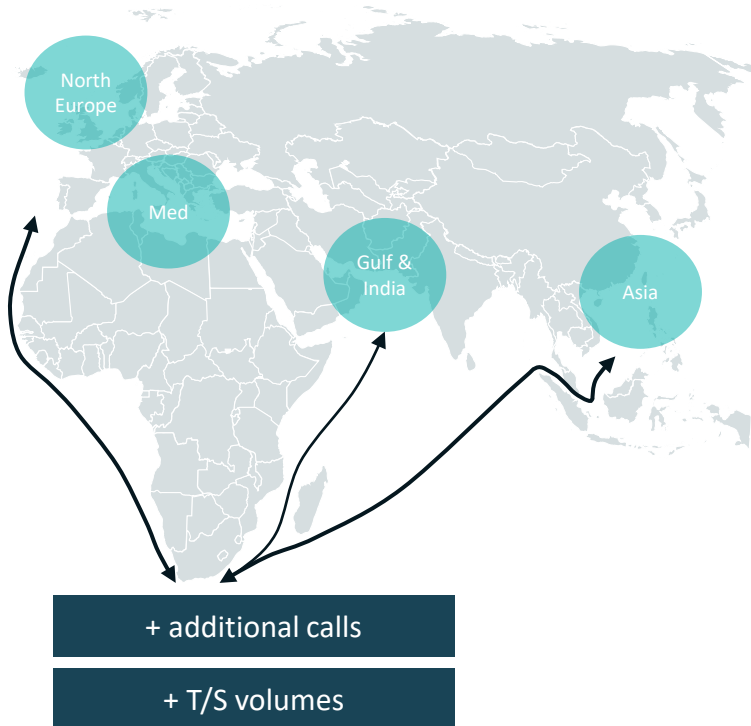 North
Europe
Med
Gulf &
India
Asia
+ additional calls
+ T/S volumes